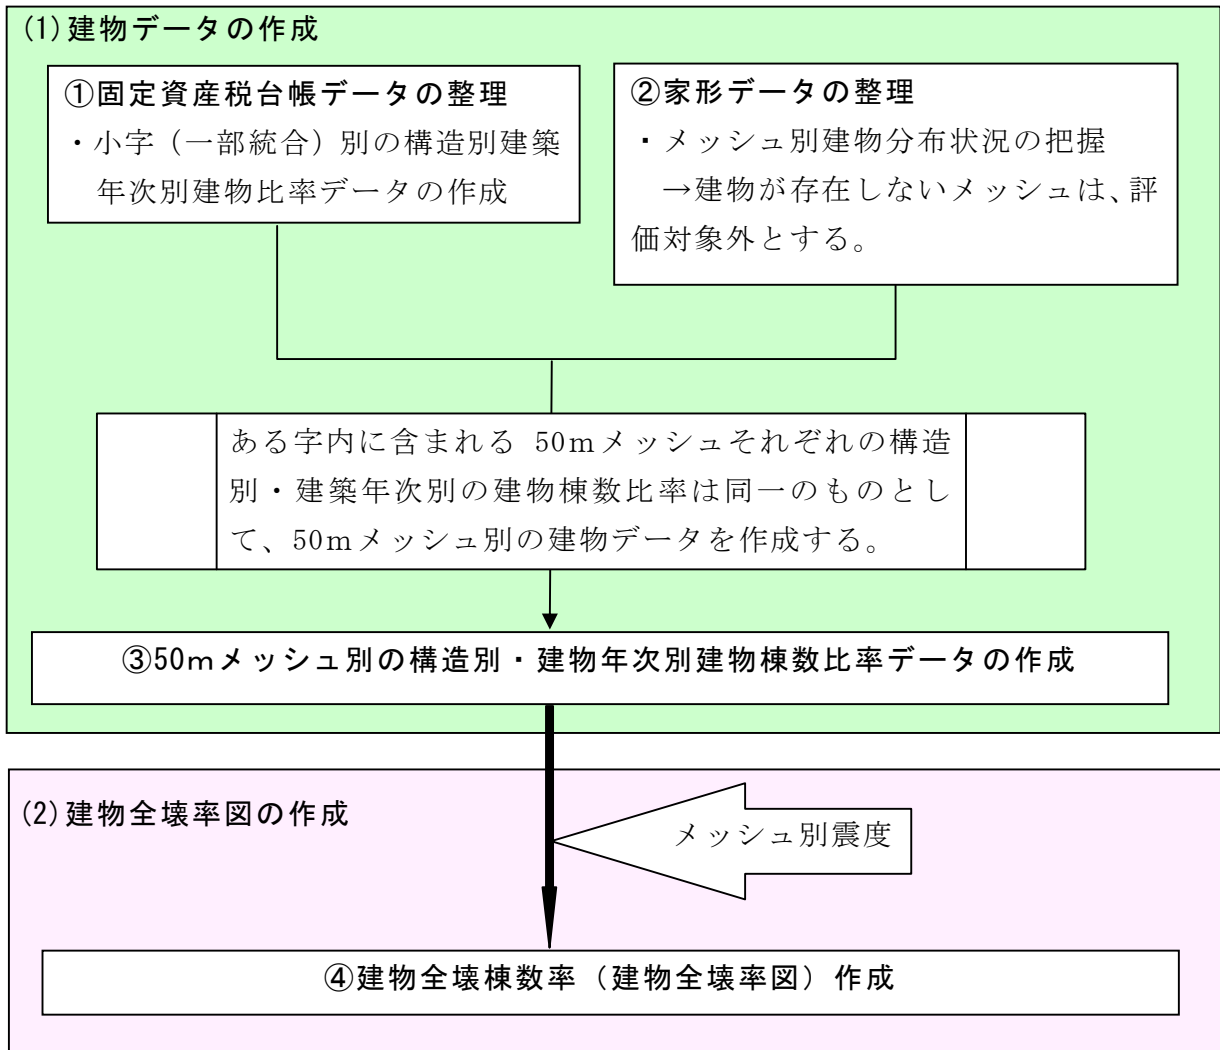 (1)建物データの作成
①固定資産税台帳データの整理
・小字（一部統合）別の構造別建築
年次別建物比率データの作成
②家形データの整理
・メッシュ別建物分布状況の把握
→建物が存在しないメッシュは、評
価対象外とする。
ある字内に含まれる 50mメッシュそれぞれの構造
別・建築年次別の建物棟数比率は同一のものとし
て、50mメッシュ別の建物データを作成する。
③50mメッシュ別の構造別・建物年次別建物棟数比率データの作成
(2)建物全壊率図の作成
メッシュ別震度
④建物全壊棟数率（建物全壊率図）作成